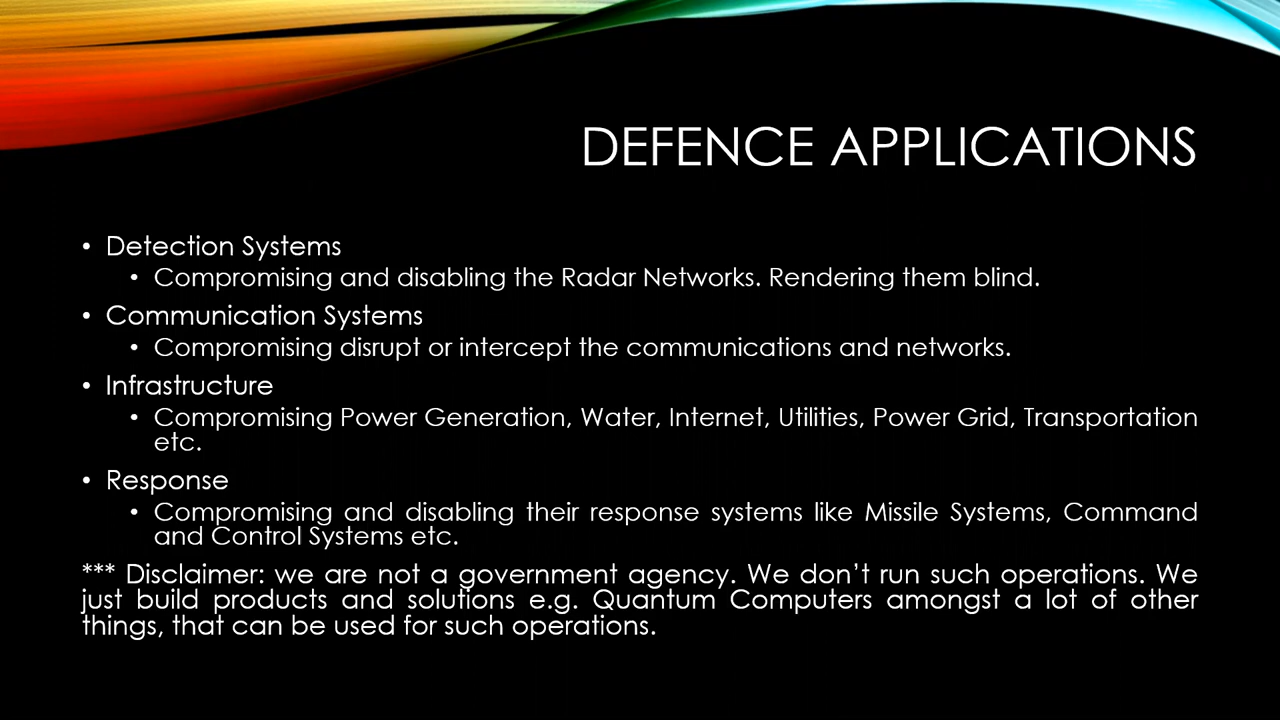 DEFENCE APPLICATIONS
• Detection Systems
• Compromising and disabling the Radar Networks. Rendering them blind.
• Communication Systems
• Compromising disrupt or intercept the communications and networks.
• Infrastructure
• Compromising Power Generation, Water, Internet, Utilities, Power Grid, Transportation
etc.
• Response
• Compromising and disabling their response systems like Missile Systems, Command
and Control Systems etc.
*** Disclaimer: we are not a government agency. We don’t run such operations. We
just build products and solutions e.g. Quantum Computers amongst a lot of other
things, that can be used for such operations.